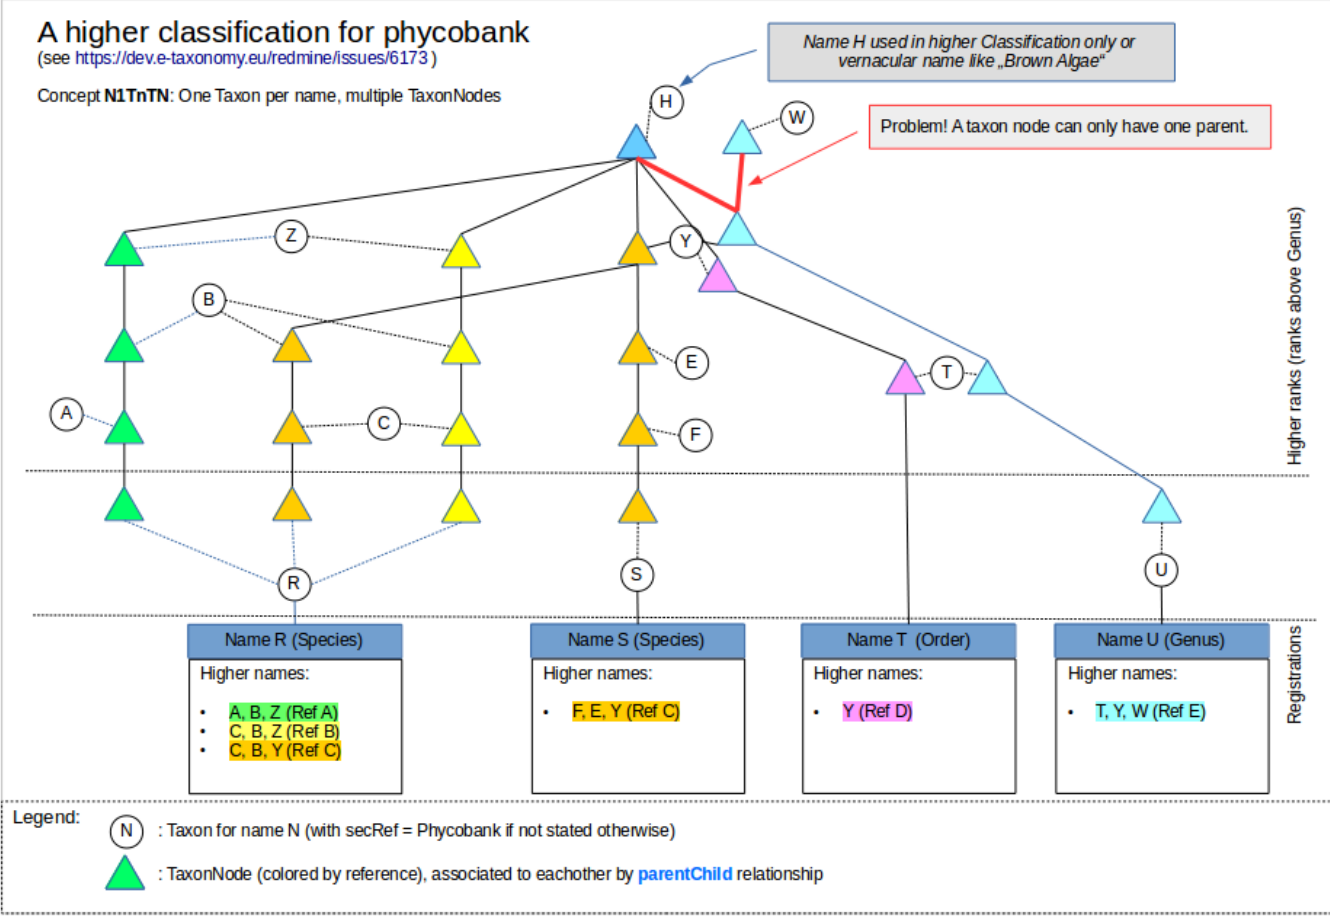 A higher classification for phycobank
(see https://dev.e-taxonomy.eu/redmine/issues/6173 )
Concept N1TnTN: One Taxon per name, multiple TaxonNodes
Name H used in higher Classification only or
vernacular name like „Brown Algae“
H
W
Problem! A taxon node can only have one parent.
Z
Y
B
E
T
A
C
F
Higher ranks (ranks above Genus)
R
S
U
Name R (Species)
Higher names:
• A, B, Z (Ref A)
• C, B, Z (Ref B)
• C, B, Y (Ref C)
Name S (Species)
Higher names:
• F, E, Y (Ref C)
Name T (Order)
Higher names:
• Y (Ref D)
Name U (Genus)
Higher names:
• T, Y, W (Ref E)
Registrations
Legend:
N : Taxon for name N (with secRef = Phycobank if not stated otherwise)
: TaxonNode (colored by reference), associated to eachother by parentChild relationship